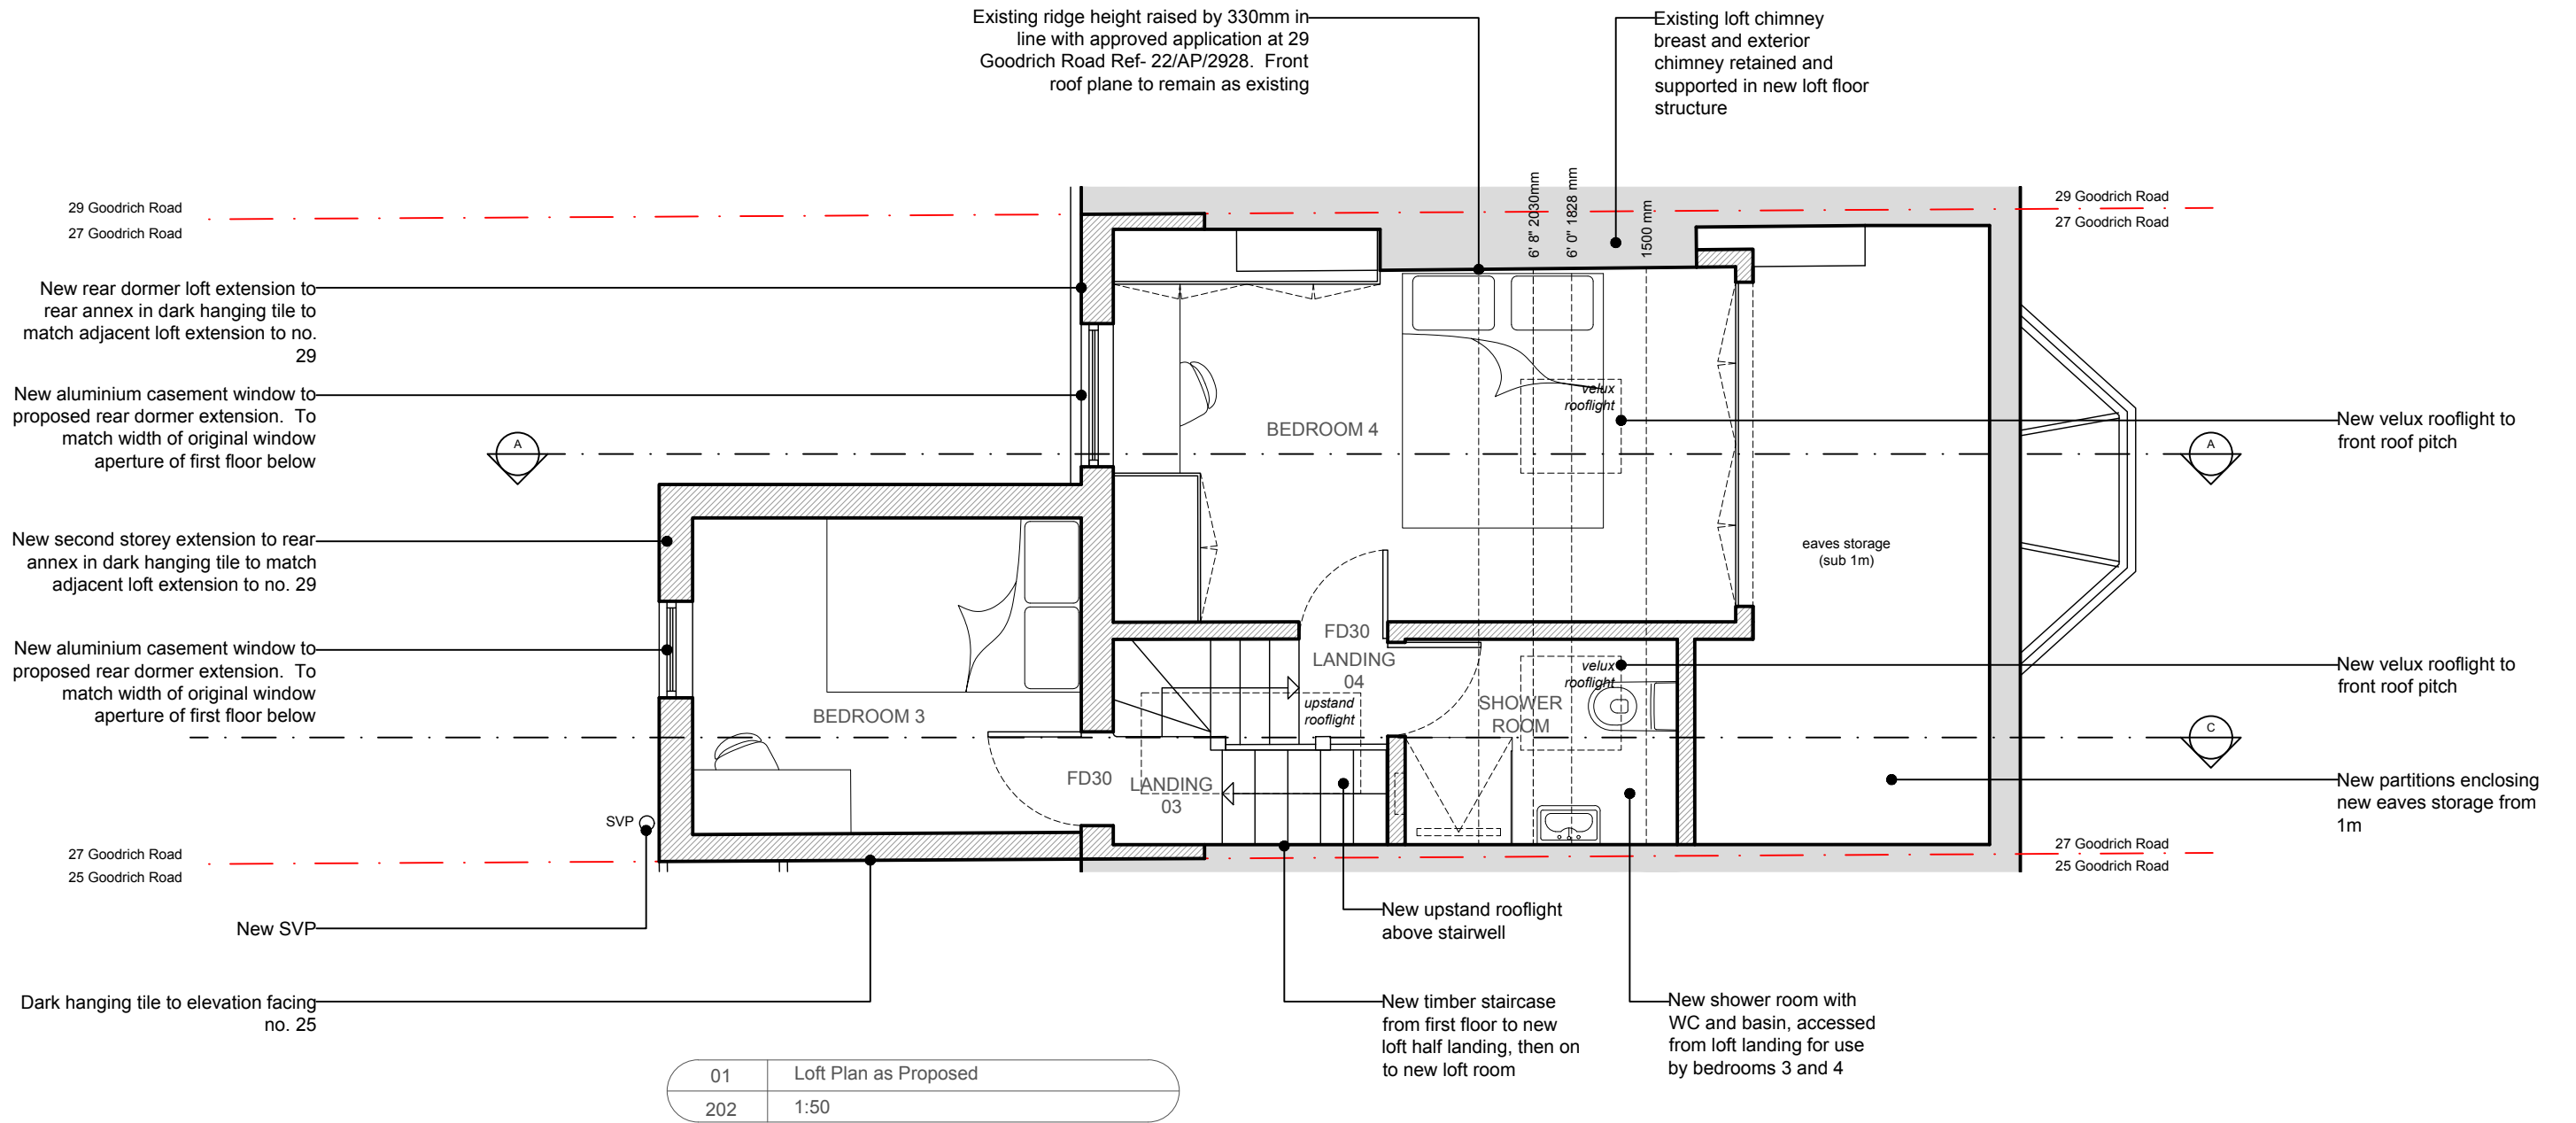 Existing ridge height raised by 330mm in
line with approved application at 29
Goodrich Road Ref- 22/AP/2928.  Front
roof plane to remain as existing
Existing loft chimney
breast and exterior
chimney retained and
supported in new loft floor
structure
29 Goodrich Road
27 Goodrich Road
6' 8" 2030mm
6' 0" 1828 mm
1500 mm
29 Goodrich Road
27 Goodrich Road
New rear dormer loft extension to
rear annex in dark hanging tile to
match adjacent loft extension to no.
29
New aluminium casement window to
proposed rear dormer extension.  To
match width of original window
aperture of first floor below
A
BEDROOM 4
velux
rooflight
A
New velux rooflight to
front roof pitch
New second storey extension to rear
annex in dark hanging tile to match
adjacent loft extension to no. 29
eaves storage
(sub 1m)
New aluminium casement window to
proposed rear dormer extension.  To
match width of original window
aperture of first floor below
BEDROOM 3
FD30
LANDING
04
upstand
rooflight
velux
rooflight
SHOWER
ROOM
New velux rooflight to
front roof pitch
C
FD30
LANDING
03
New partitions enclosing
new eaves storage from
1m
SVP
27 Goodrich Road
25 Goodrich Road
27 Goodrich Road
25 Goodrich Road
New SVP
New upstand rooflight
above stairwell
Dark hanging tile to elevation facing
no. 25
New timber staircase
from first floor to new
loft half landing, then on
to new loft room
New shower room with
WC and basin, accessed
from loft landing for use
by bedrooms 3 and 4
01 Loft Plan as Proposed
202 1:50